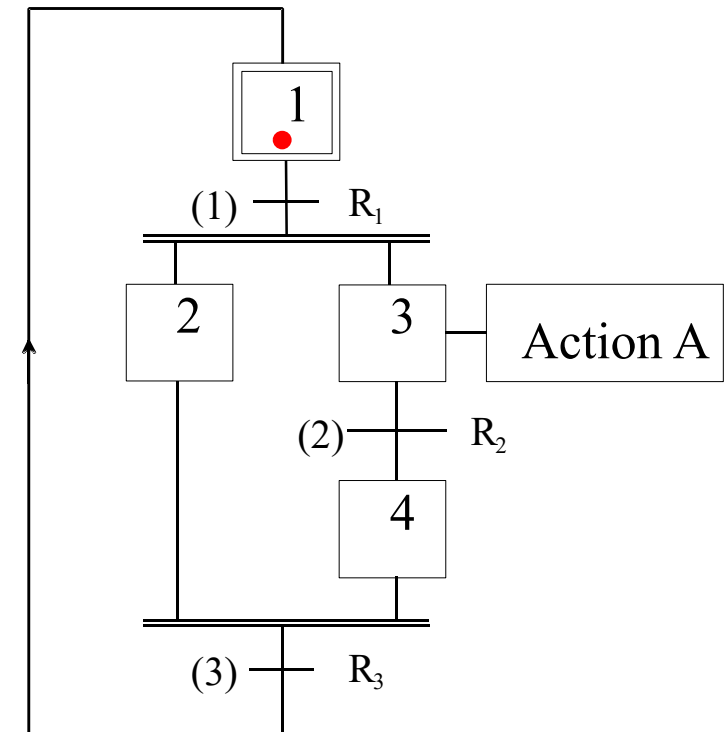 1
(1) R₁
2 3 Action A
(2) R₂
4
(3) R₃